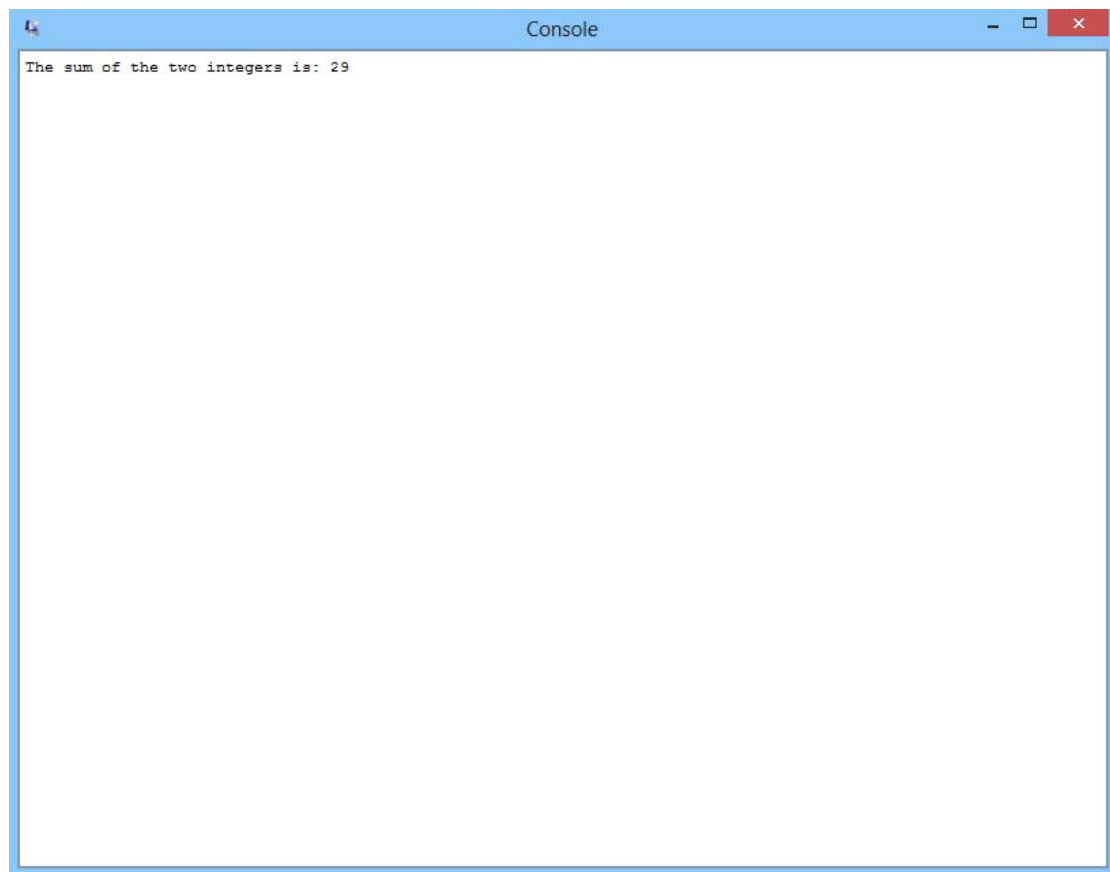 Console
The sum of the two integers is: 29